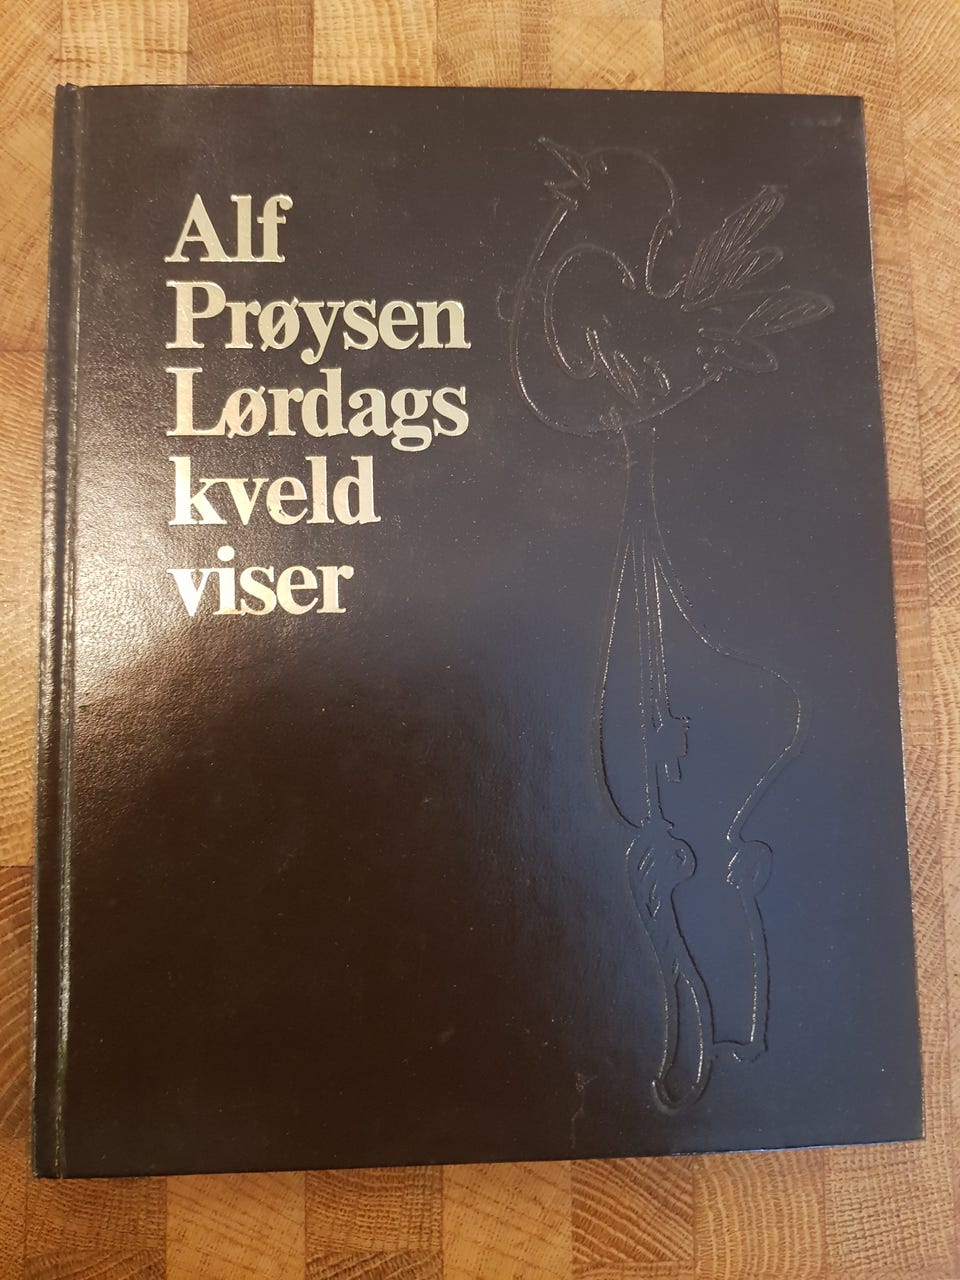 Alf
Prøysen
Lørdags
kveld
viser